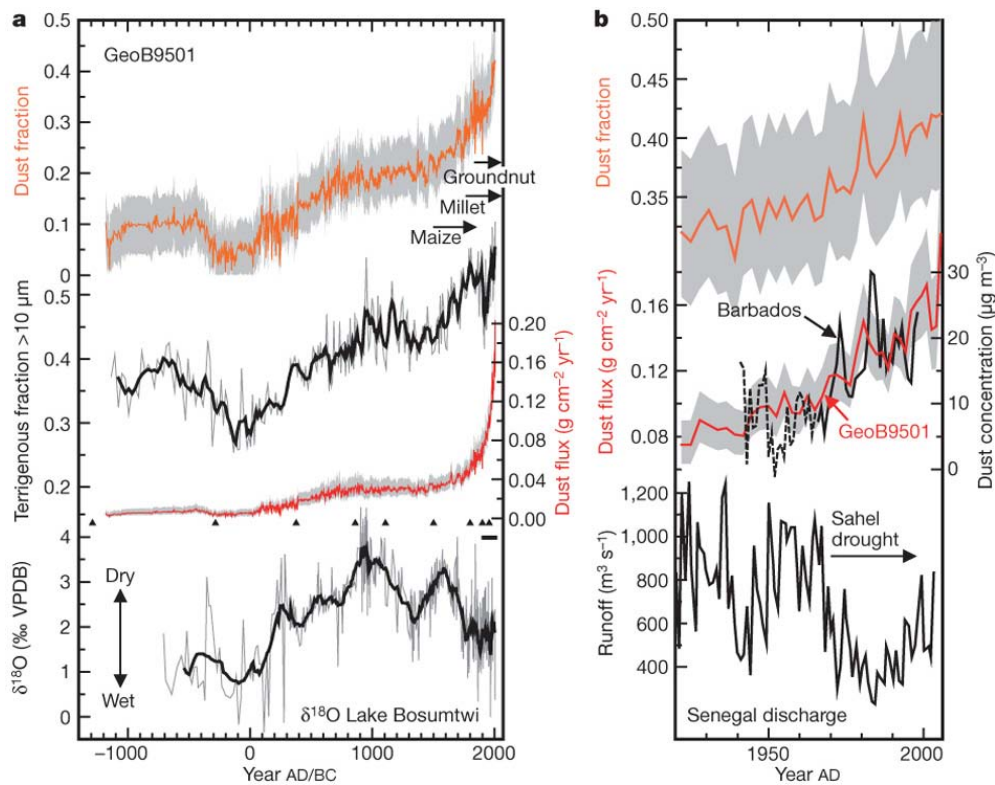 a
GeoB9501
Dust fraction
0.5
0.4
0.3
0.2
0.1
0
Groundnut
Millet
Maize
Terrigenous fraction >10 µm
0.5
0.4
0.3
0.2
Dust flux (g cm−2 yr−1)
0.20
0.16
0.12
0.08
0.04
0.00
δ18O (‰ VPDB)
4
3
2
1
0
Dry
Wet
δ18O Lake Bosumtwi
−1000
0
1000
2000
Year AD/BC
b
Dust fraction
0.50
0.45
0.40
0.35
Dust flux (g cm−2 yr−1)
0.16
0.12
0.08
Dust concentration (µg m−3)
30
20
10
0
Barbados
GeoB9501
Runoff (m3 s−1)
1,200
1,000
800
600
400
Sahel
drought
Senegal discharge
1950
2000
Year AD